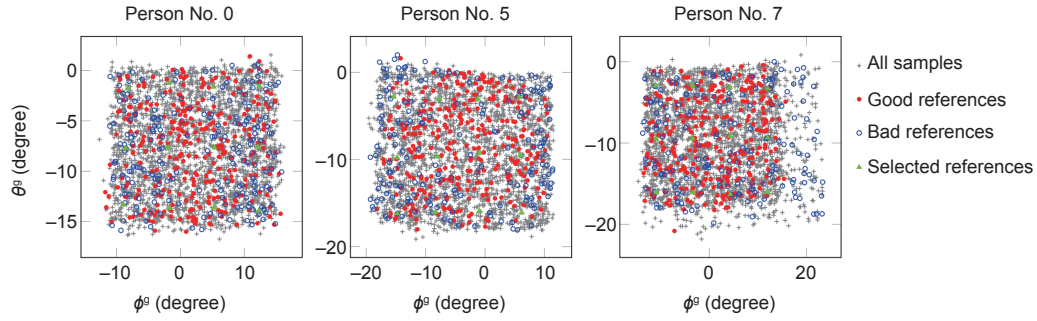 Person No. 0
Person No. 5
Person No. 7
0
–5
–10
–15
–10
0
10
θᵍ (degree)
ϕᵍ (degree)
0
–10
–20
–20
–10
0
10
ϕᵍ (degree)
0
–10
–20
0
20
ϕᵍ (degree)
All samples
Good references
Bad references
Selected references